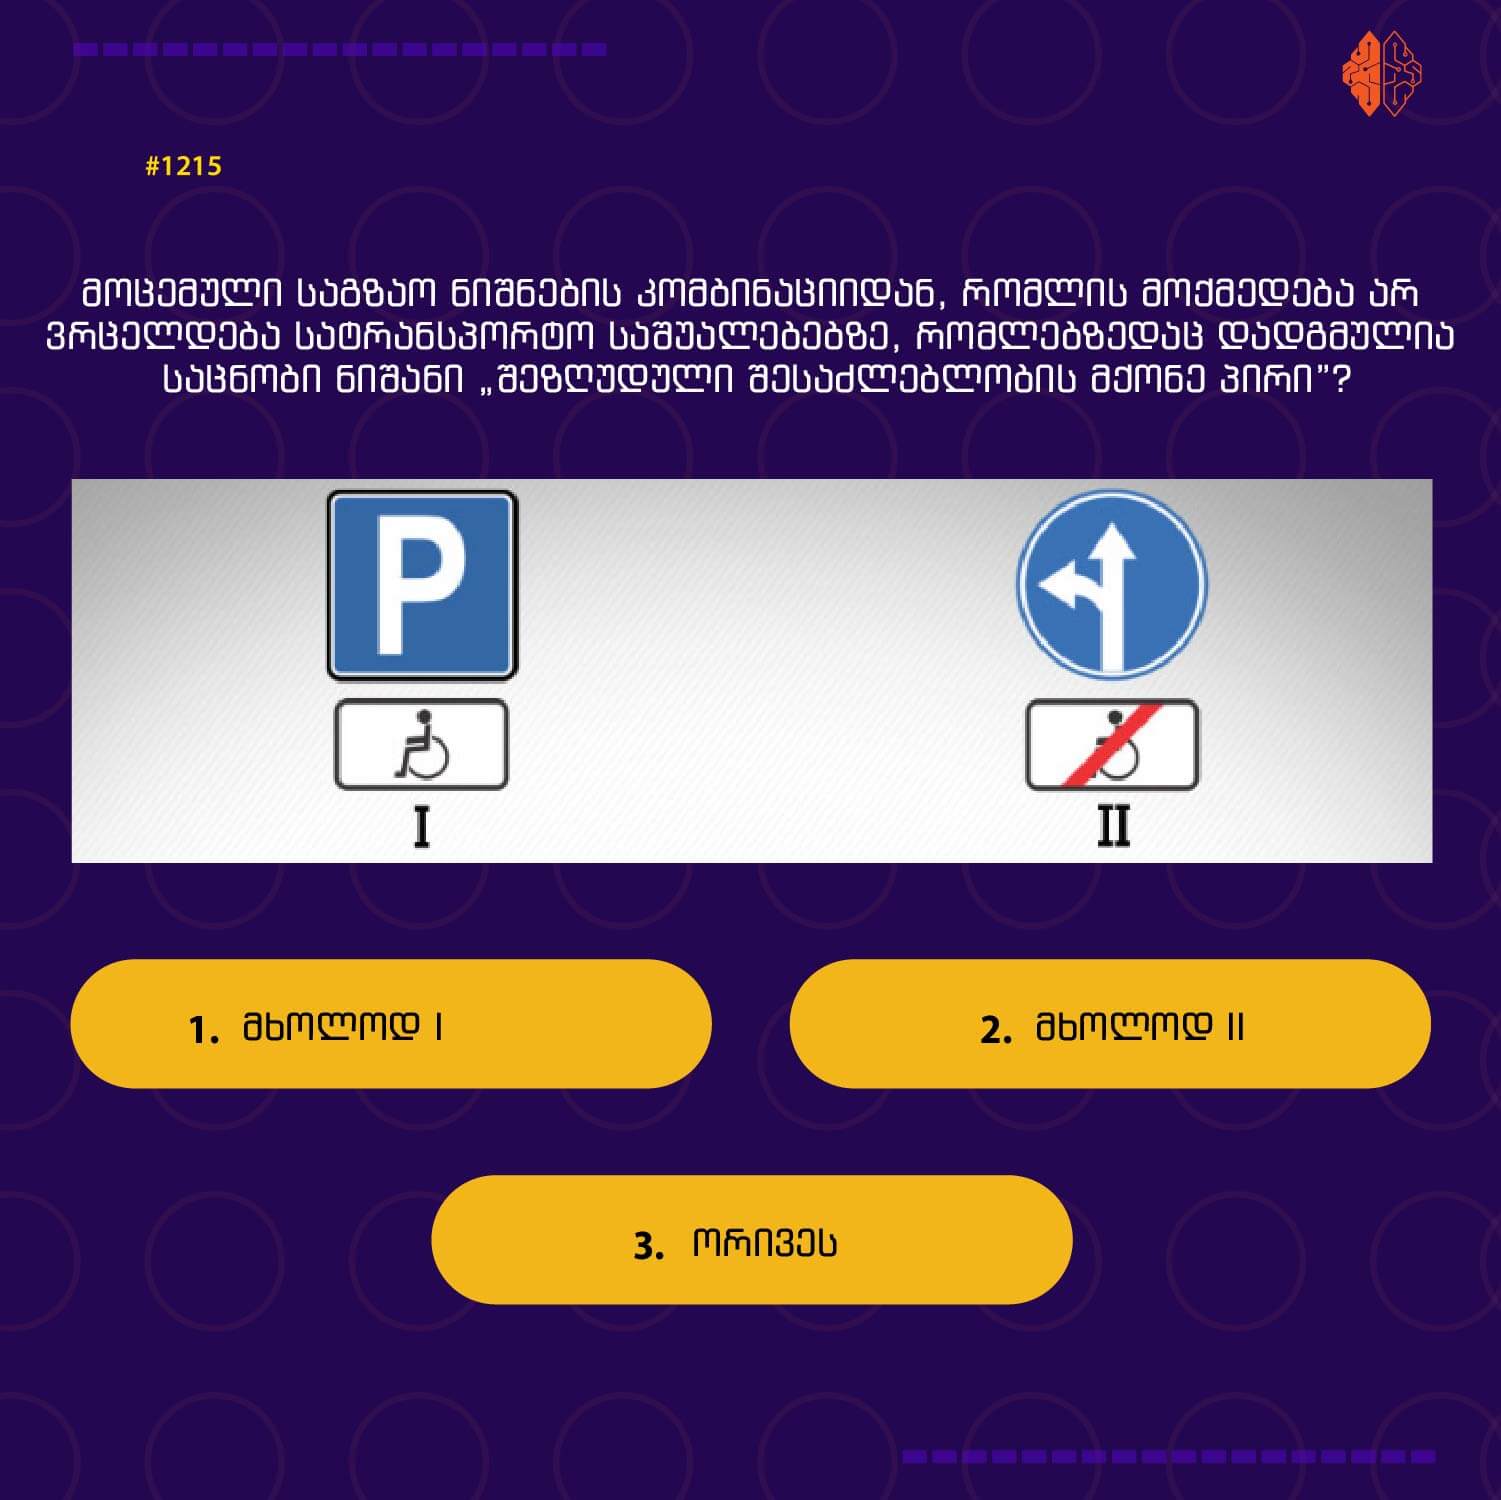 #1215
მოცემული საგზაო ნიშნების კომბინაციიდან, რომლის მოქმედება არ
ვრცელდება სატრანსპორტო საშუალებებზე, რომლებზედაც დადგმულია
საცნობი ნიშანი „შეზღუდული შესაძლებლობის მქონე პირი”?
P
I
II
1. მხოლოდ I
2. მხოლოდ II
3. ორივეს